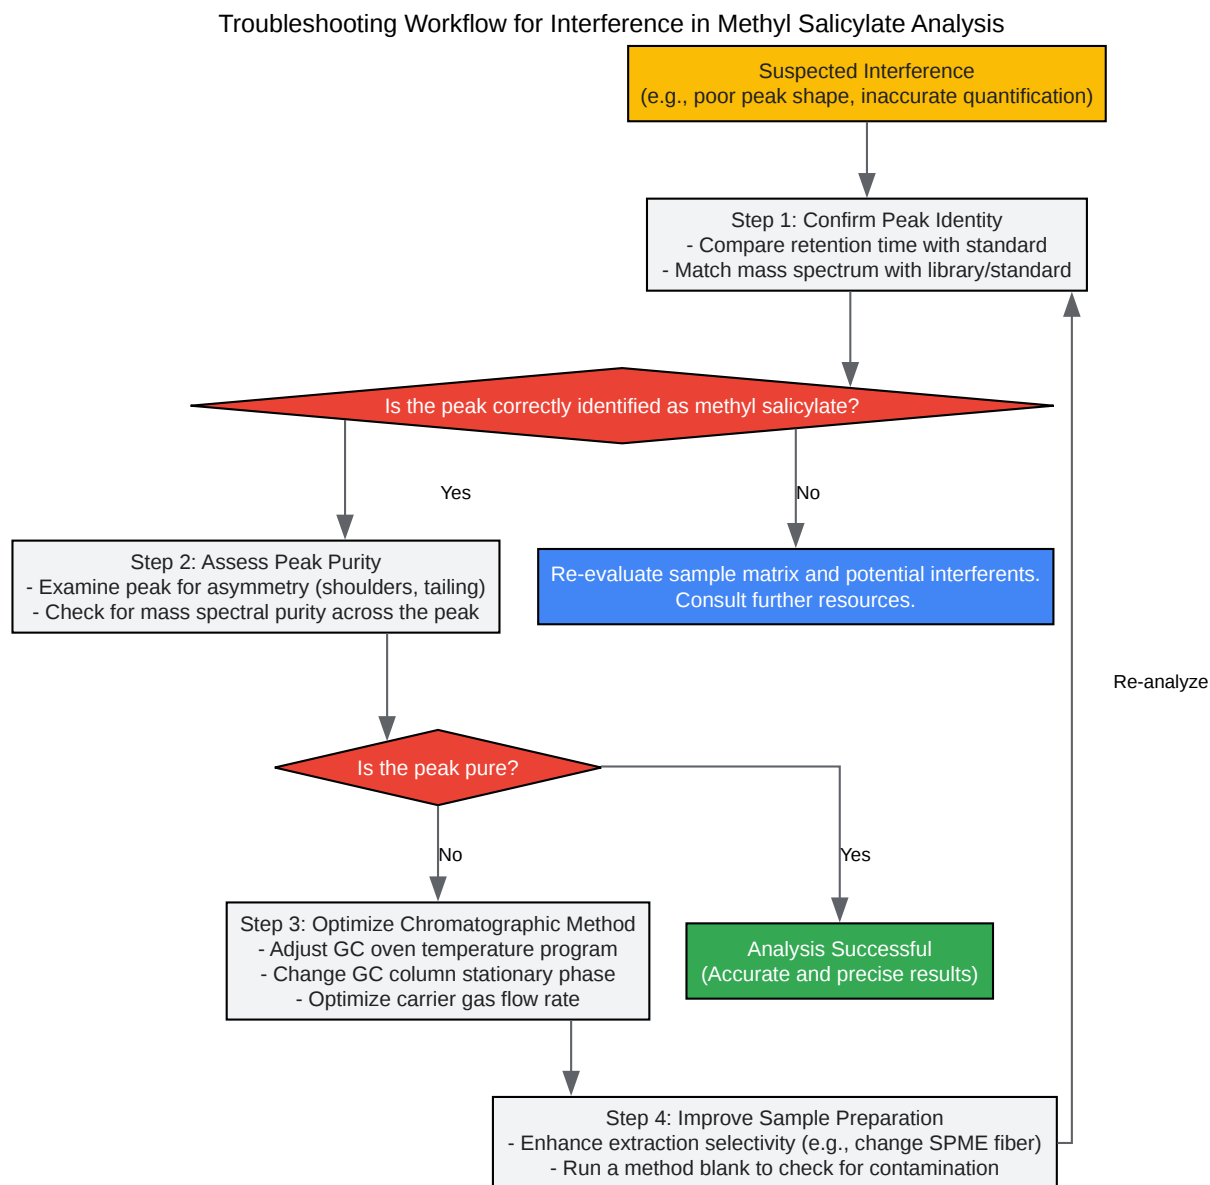 Troubleshooting Workflow for Interference in Methyl Salicylate Analysis
Suspected Interference
(e.g., poor peak shape, inaccurate quantification)
Step 1: Confirm Peak Identity
- Compare retention time with standard
- Match mass spectrum with library/standard
Is the peak correctly identified as methyl salicylate?
Yes
No
Step 2: Assess Peak Purity
- Examine peak for asymmetry (shoulders, tailing)
- Check for mass spectral purity across the peak
Re-evaluate sample matrix and potential interferents.
Consult further resources.
Re-analyze
Is the peak pure?
No
Yes
Step 3: Optimize Chromatographic Method
- Adjust GC oven temperature program
- Change GC column stationary phase
- Optimize carrier gas flow rate
Analysis Successful
(Accurate and precise results)
Step 4: Improve Sample Preparation
- Enhance extraction selectivity (e.g., change SPME fiber)
- Run a method blank to check for contamination